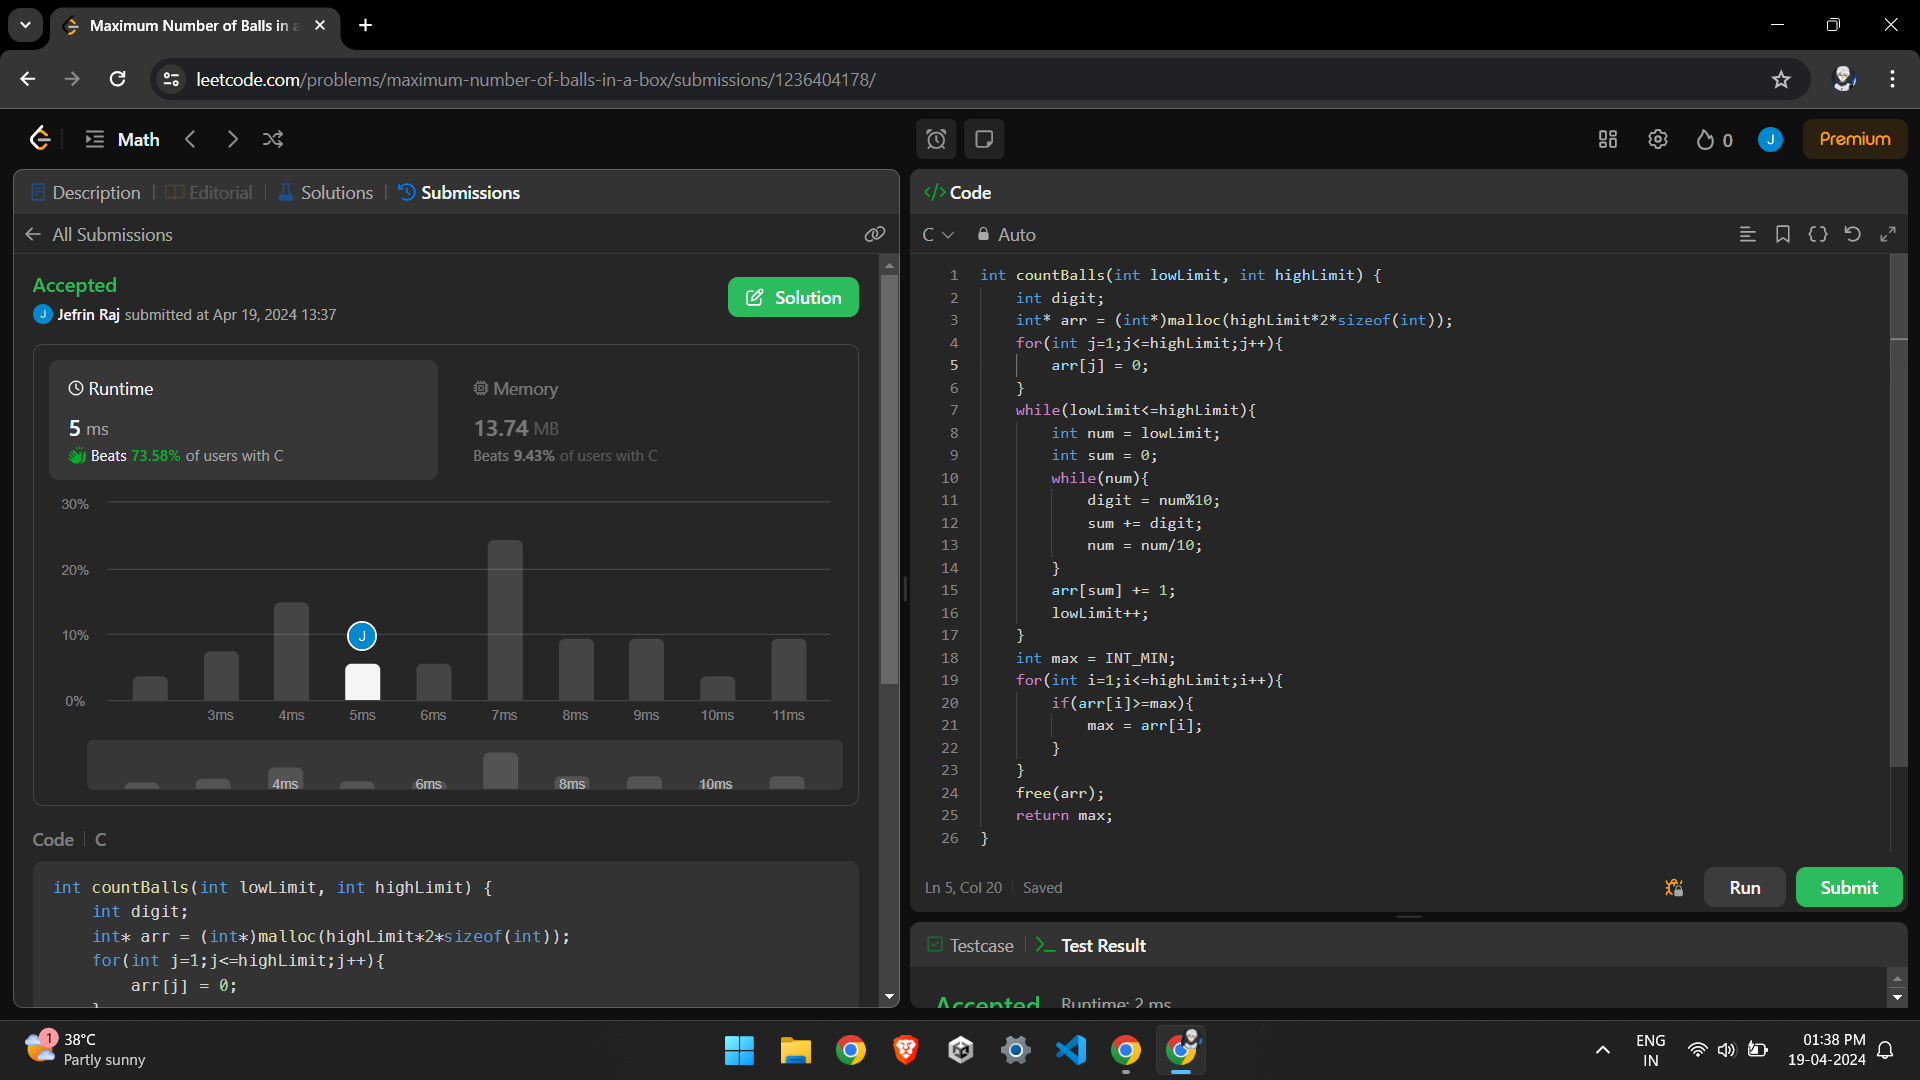 Maximum Number of Balls in a
leetcode.com/problems/maximum-number-of-balls-in-a-box/submissions/1236404178/
Math
0
J
Premium
Description
Editorial
Solutions
Submissions
All Submissions
Accepted
J Jefrin Raj submitted at Apr 19, 2024 13:37
Solution
Runtime
5 ms
Beats 73.58% of users with C
Memory
13.74 MB
Beats 9.43% of users with C
30%
20%
10%
0%
J
3ms 4ms 5ms 6ms 7ms 8ms 9ms 10ms 11ms
4ms 6ms 8ms 10ms
Code C
int countBalls(int lowLimit, int highLimit) {
int digit;
int* arr = (int*)malloc(highLimit*2*sizeof(int));
for(int j=1;j<=highLimit;j++){
arr[j] = 0;
</> Code
C Auto
1 int countBalls(int lowLimit, int highLimit) {
2 int digit;
3 int* arr = (int*)malloc(highLimit*2*sizeof(int));
4 for(int j=1;j<=highLimit;j++){
5 arr[j] = 0;
6 }
7 while(lowLimit<=highLimit){
8 int num = lowLimit;
9 int sum = 0;
10 while(num){
11 digit = num%10;
12 sum += digit;
13 num = num/10;
14 }
15 arr[sum] += 1;
16 lowLimit++;
17 }
18 int max = INT_MIN;
19 for(int i=1;i<=highLimit;i++){
20 if(arr[i]>=max){
21 max = arr[i];
22 }
23 }
24 free(arr);
25 return max;
26 }
Ln 5, Col 20 Saved
Run
Submit
Testcase
Test Result
Accepted Runtime: 2 ms
1
38°C
Partly sunny
ENG
IN
01:38 PM
19-04-2024